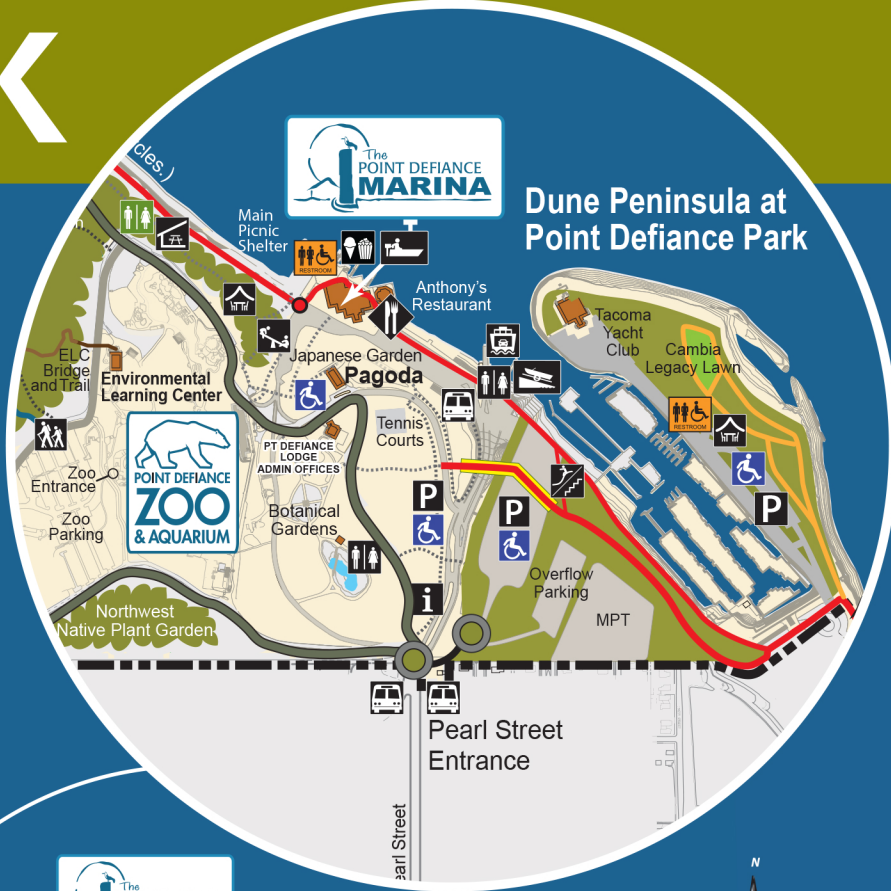 cles.)
The
POINT DEFIANCE
MARINA
Dune Peninsula at
Point Defiance Park
Main
Picnic
Shelter
RESTROOM
Anthony's
Restaurant
Tacoma
Yacht
Club
Cambia
Legacy Lawn
RESTROOM
ELC
Bridge
and Trail
Environmental
Learning Center
Japanese Garden
Pagoda
Tennis
Courts
PT DEFIANCE
LODGE
ADMIN OFFICES
POINT DEFIANCE
ZOO
& AQUARIUM
Zoo
Entrance
Zoo
Parking
Botanical
Gardens
P
P
P
i
Overflow
Parking
MPT
Northwest
Native Plant Garden
Pearl Street
Entrance
earl Street
The
N